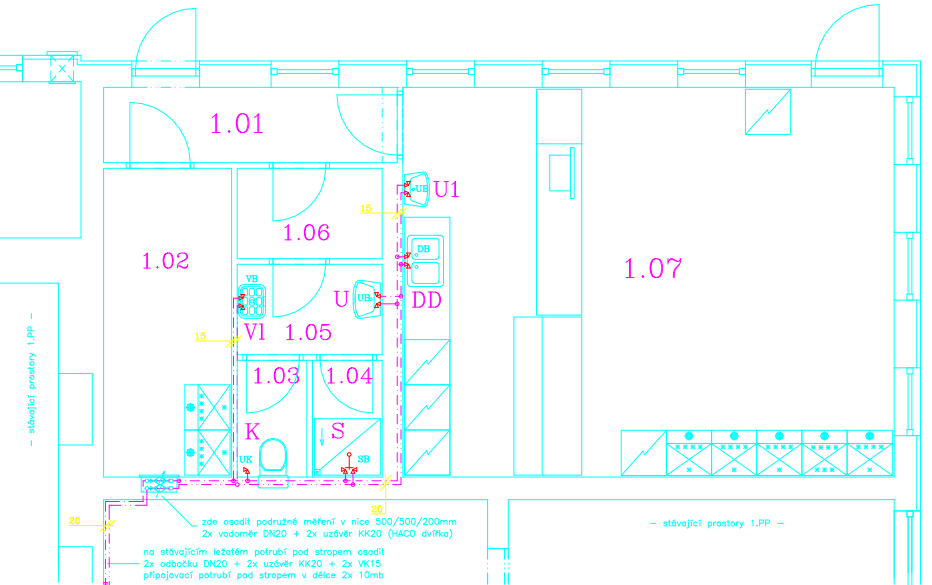 1.01
UB
U1
15
1.06
1.02
DB
1.07
VB
U
UB
DD
V1
1.05
15
1.03
1.04
– stávající prostory 1.PP –
K
S
UK
SB
20
20
zde osadit podružné měření v nice 500/500/200mm
2x vodoměr DN20 + 2x uzávěr KK20 (HACO dvířka)
– stávající prostory 1.PP –
na stávajícím ležatém potrubí pod stropem osadit
2x odbočku DN20 + 2x uzávěr KK20 + 2x VK15
připojovací potrubí pod stropem v délce 2x 10mb